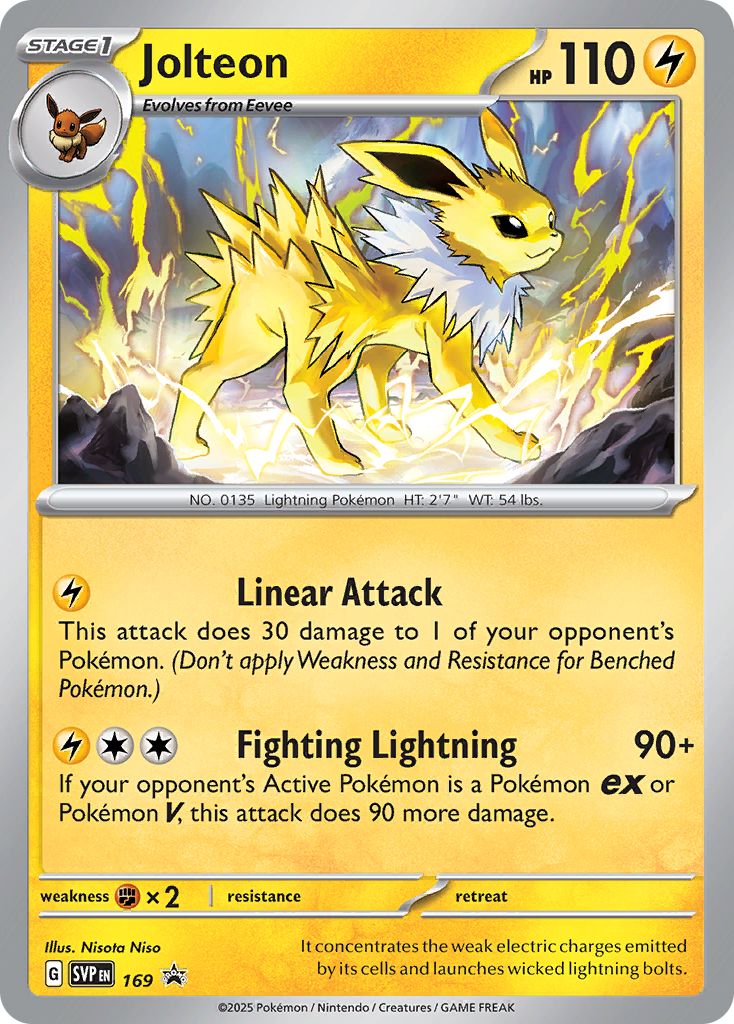 STAGE1
Jolteon
HP 110
Evolves from Eevee
NO. 0135 Lightning Pokémon HT: 2'7" WT: 54 lbs.
Linear Attack
This attack does 30 damage to 1 of your opponent's
Pokémon. (Don't apply Weakness and Resistance for Benched
Pokémon.)
Fighting Lightning 90+
If your opponent's Active Pokémon is a Pokémon ex or
Pokémon V, this attack does 90 more damage.
weakness ×2 resistance retreat
Illus. Nisota Niso
It concentrates the weak electric charges emitted
by its cells and launches wicked lightning bolts.
G SVP EN 169
©2025 Pokémon / Nintendo / Creatures / GAME FREAK